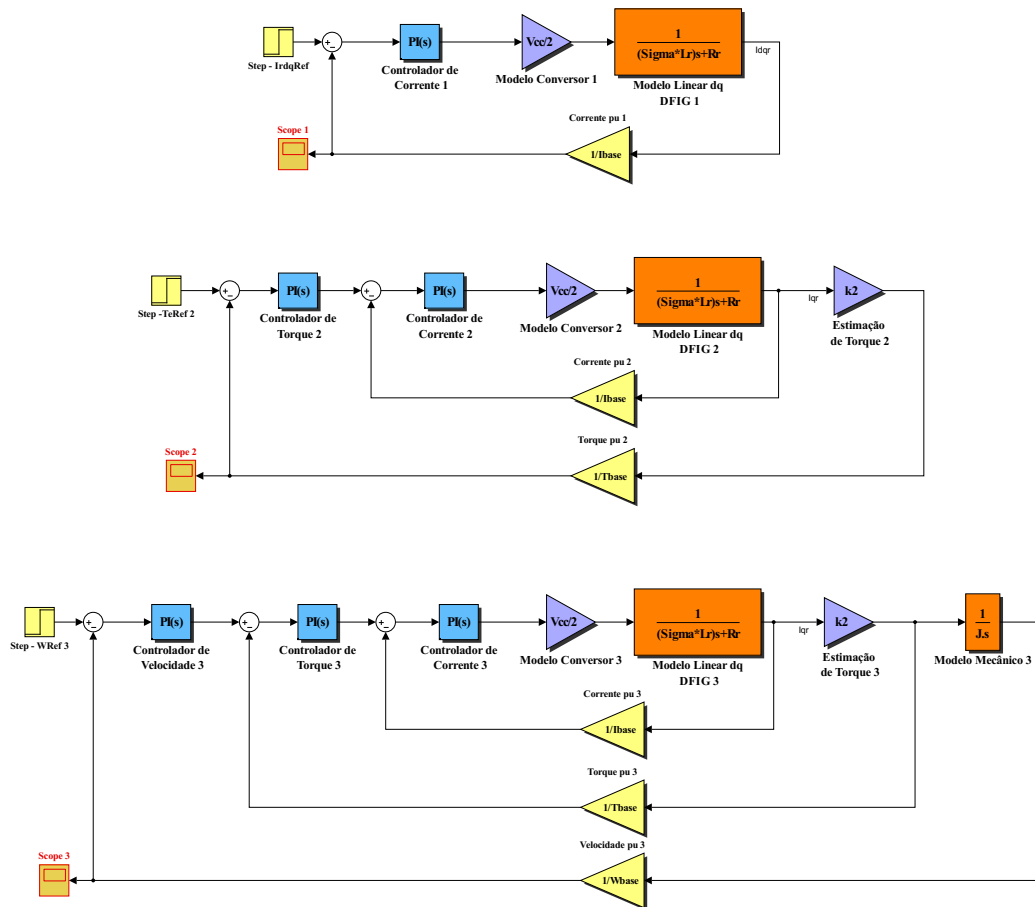 Step - IrdqRef
+
−
PI(s)
Controlador de
Corrente 1
Vcc/2
Modelo Conversor 1
1
(Sigma*Lr)s+Rr
Modelo Linear dq
DFIG 1
Idqr
Corrente pu 1
1/Ibase
Scope 1
Step -TeRef 2
+
−
PI(s)
Controlador de
Torque 2
+
−
PI(s)
Controlador de
Corrente 2
Vcc/2
Modelo Conversor 2
1
(Sigma*Lr)s+Rr
Modelo Linear dq
DFIG 2
Iqr
k2
Estimação
de Torque 2
Corrente pu 2
1/Ibase
Scope 2
Torque pu 2
1/Tbase
Step - WRef 3
+
−
PI(s)
Controlador de
Velocidade 3
+
−
PI(s)
Controlador de
Torque 3
+
−
PI(s)
Controlador de
Corrente 3
Vcc/2
Modelo Conversor 3
1
(Sigma*Lr)s+Rr
Modelo Linear dq
DFIG 3
Iqr
k2
Estimação
de Torque 3
1
J.s
Modelo Mecânico 3
Corrente pu 3
1/Ibase
Torque pu 3
1/Tbase
Scope 3
Velocidade pu 3
1/Wbase